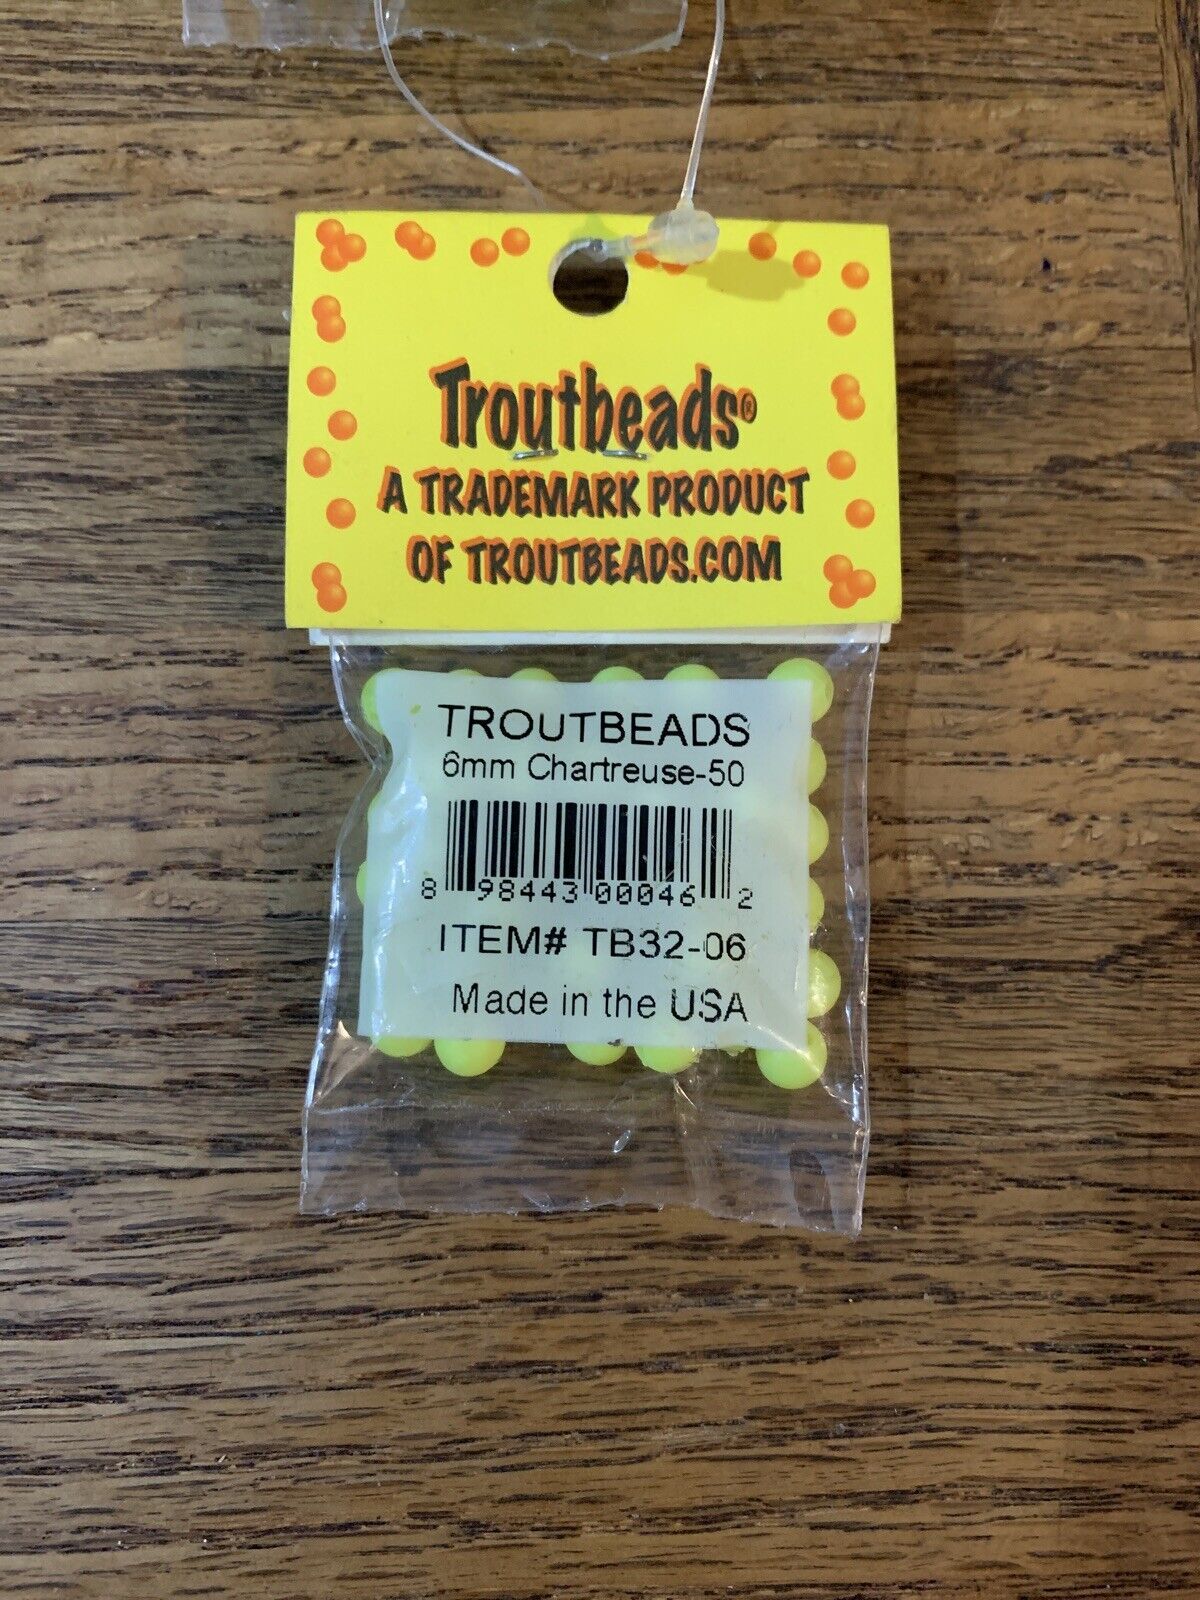 Troutbeads®
A TRADEMARK PRODUCT
OF TROUTBEADS.COM
TROUTBEADS
6mm Chartreuse-50
8 98443 00046 2
ITEM# TB32-06
Made in the USA